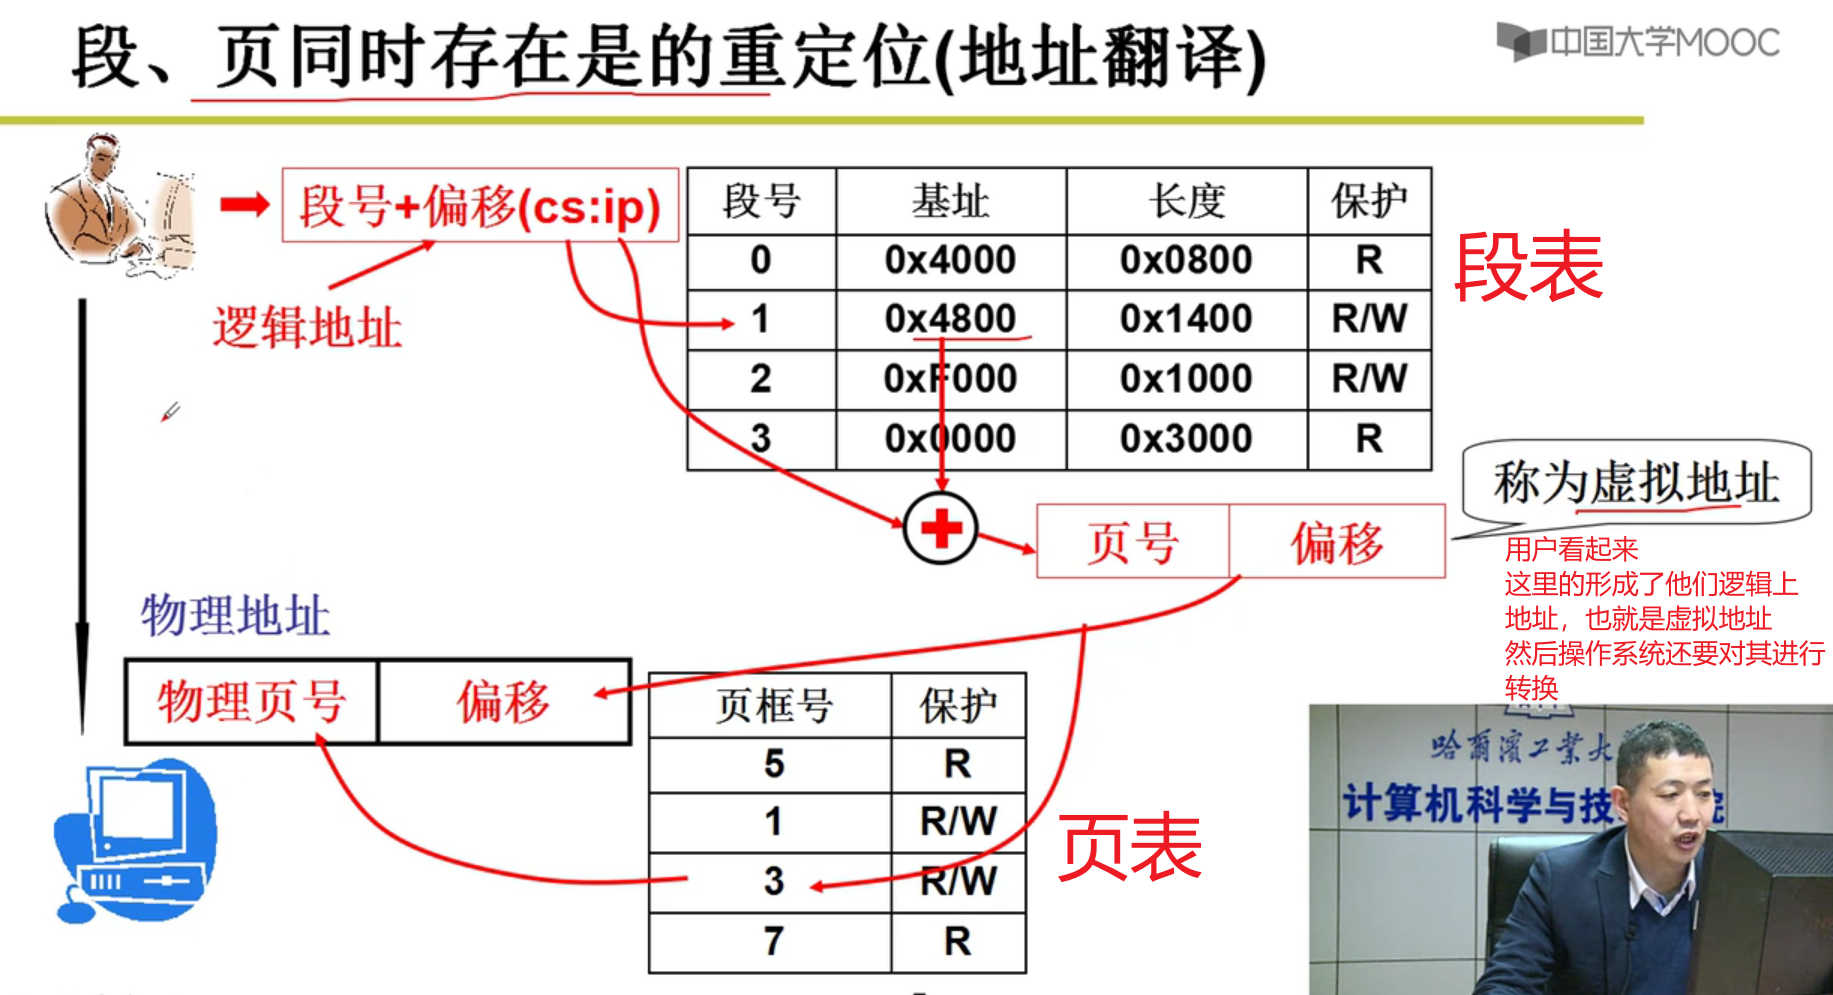 段、页同时存在是的重定位(地址翻译)
中国大学MOOC
段号+偏移(cs:ip)
逻辑地址
段号 基址 长度 保护
0 0x4000 0x0800 R
1 0x4800 0x1400 R/W
2 0xF000 0x1000 R/W
3 0x0000 0x3000 R
段表
称为虚拟地址
页号 偏移
用户看起来
这里的形成了他们逻辑上
地址，也就是虚拟地址
然后操作系统还要对其进行
转换
物理地址
物理页号 偏移
页框号 保护
5 R
1 R/W
3 R/W
7 R
页表
哈尔滨工业大
计算机科学与技 院